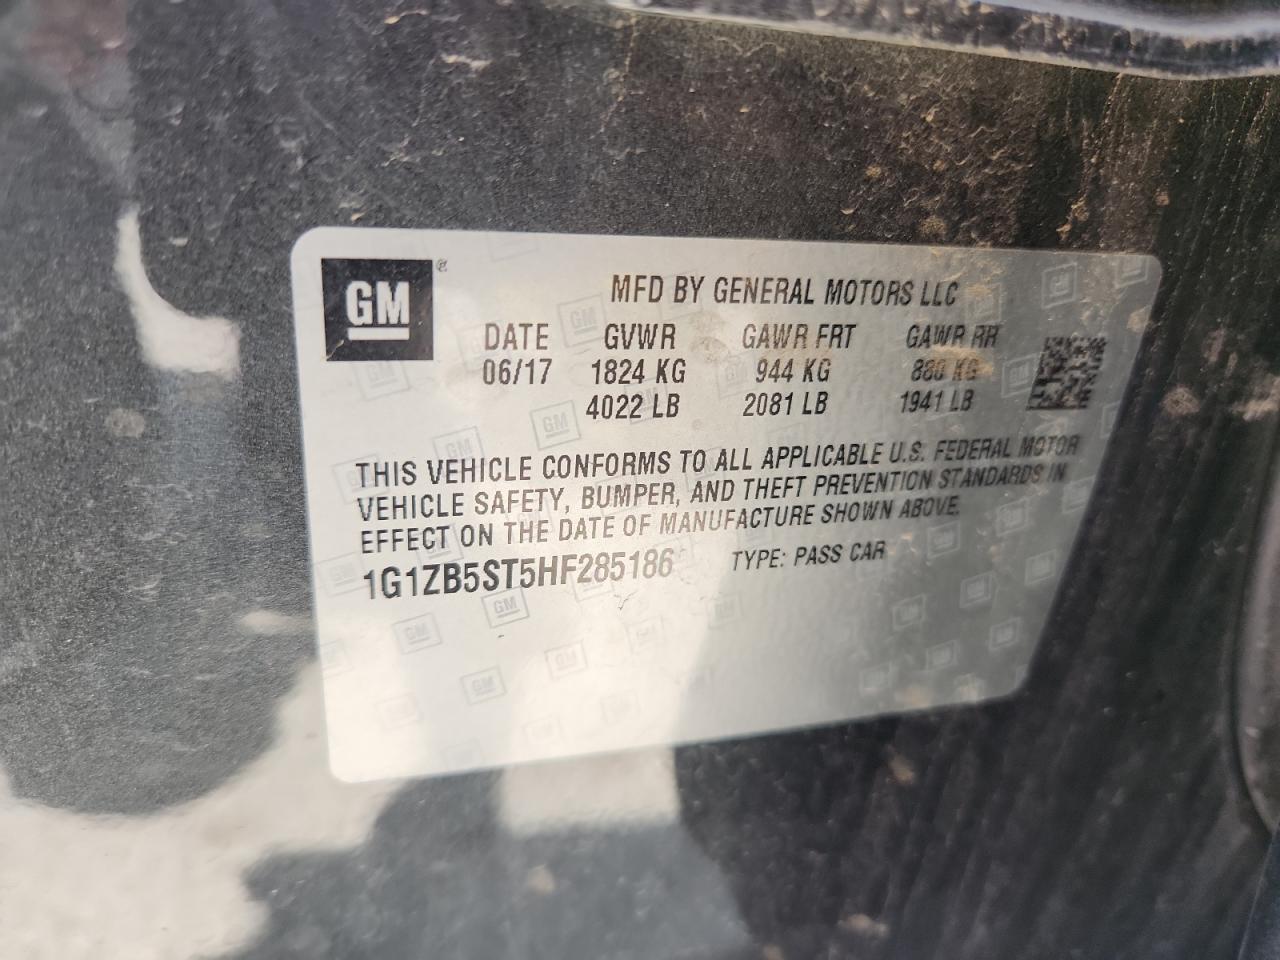 GM
MFD BY GENERAL MOTORS LLC
DATE GVWR GAWR FRT GAWR RR
06/17 1824 KG 944 KG 880 KG
4022 LB 2081 LB 1941 LB
THIS VEHICLE CONFORMS TO ALL APPLICABLE U.S. FEDERAL MOTOR
VEHICLE SAFETY, BUMPER, AND THEFT PREVENTION STANDARDS IN
EFFECT ON THE DATE OF MANUFACTURE SHOWN ABOVE.
1G1ZB5ST5HF285186 TYPE: PASS CAR